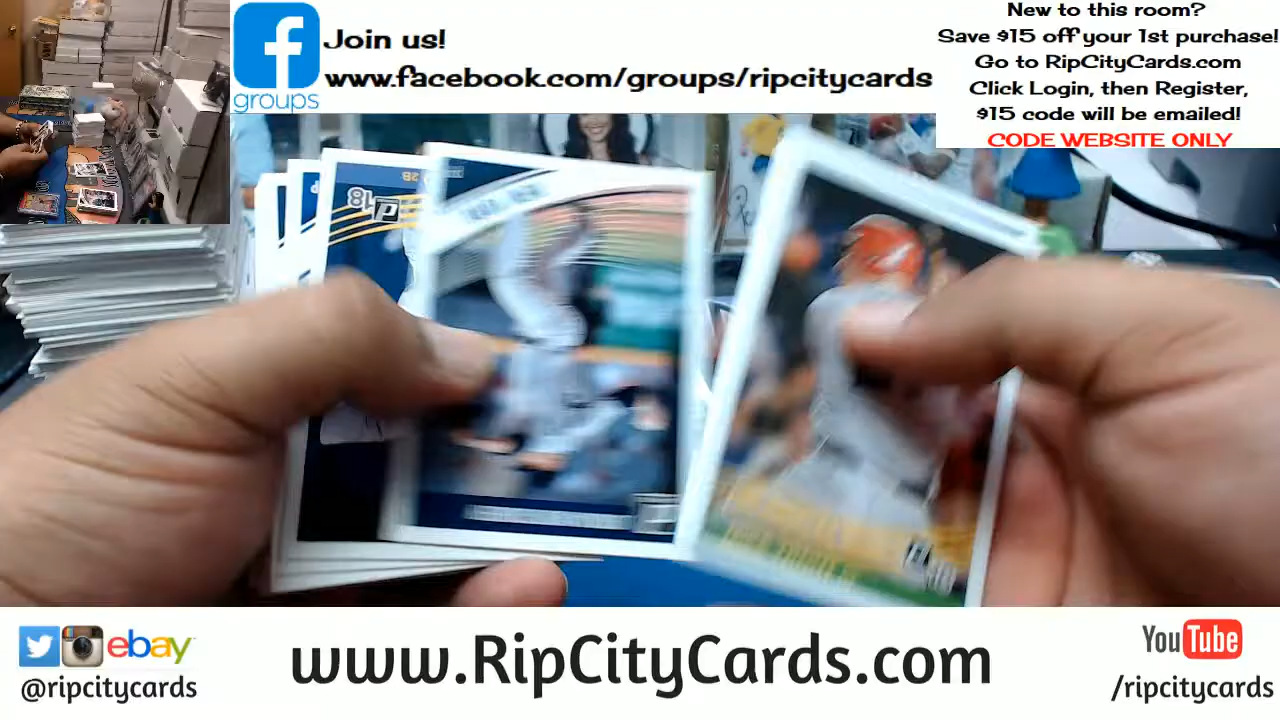 Join us!
www.facebook.com/groups/ripcitycards
groups
New to this room?
Save $15 off your 1st purchase!
Go to RipCityCards.com
Click Login, then Register,
$15 code will be emailed!
CODE WEBSITE ONLY
2B
18
ebay
@ripcitycards
www.RipCityCards.com
YouTube
/ripcitycards